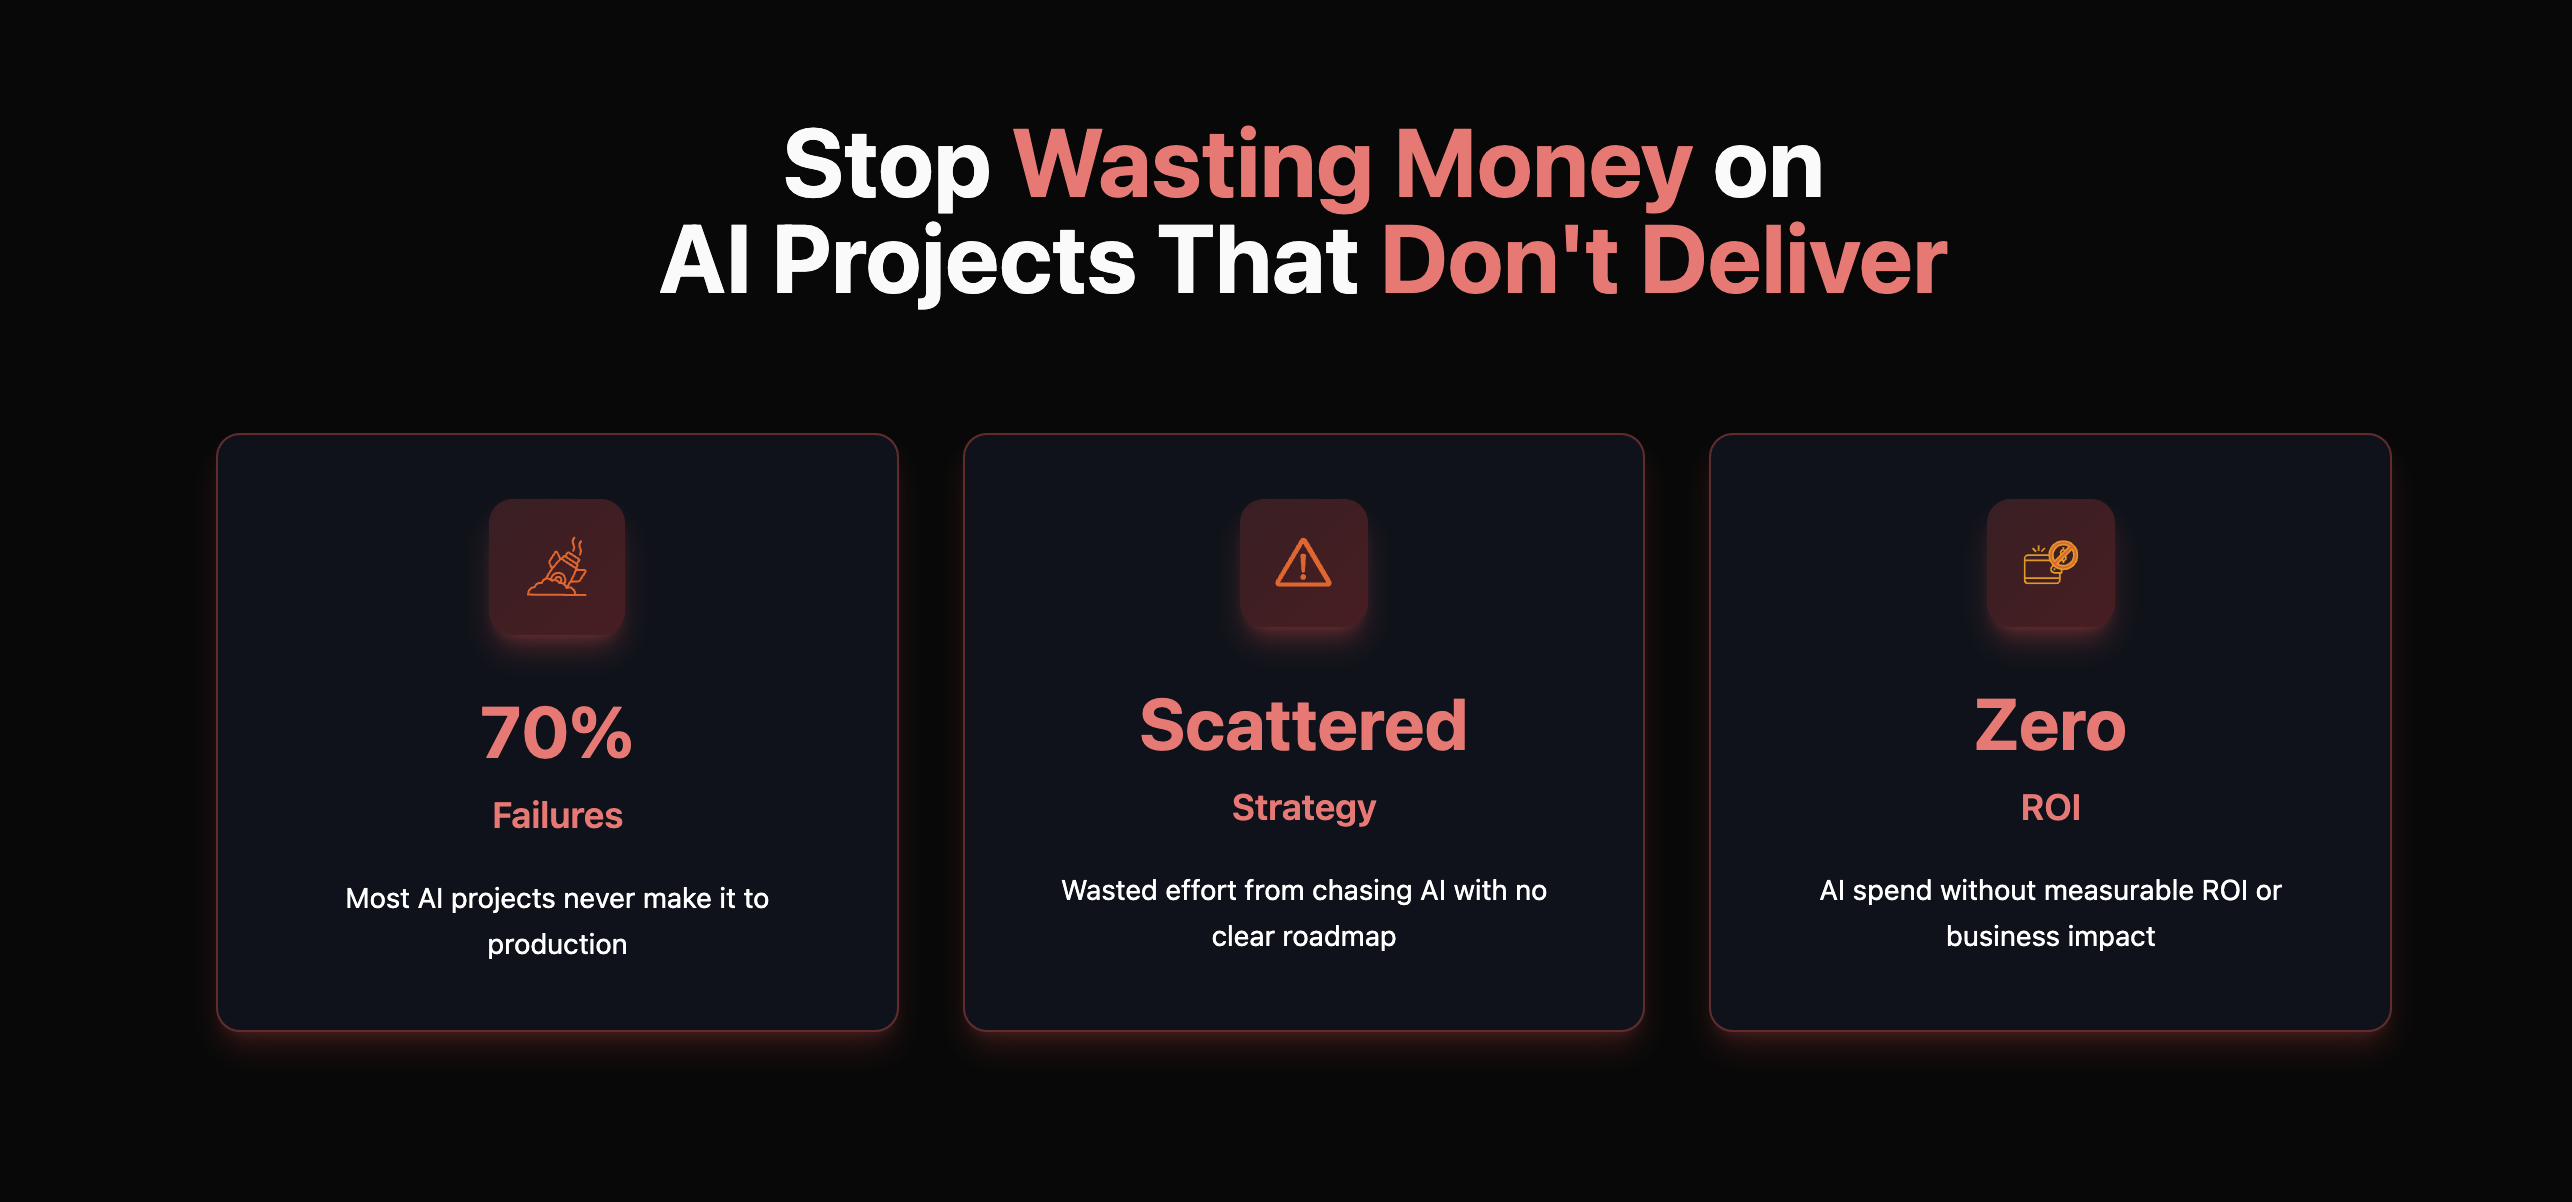 Stop Wasting Money on
AI Projects That Don't Deliver
70%
Failures
Most AI projects never make it to
production
Scattered
Strategy
Wasted effort from chasing AI with no
clear roadmap
Zero
ROI
AI spend without measurable ROI or
business impact